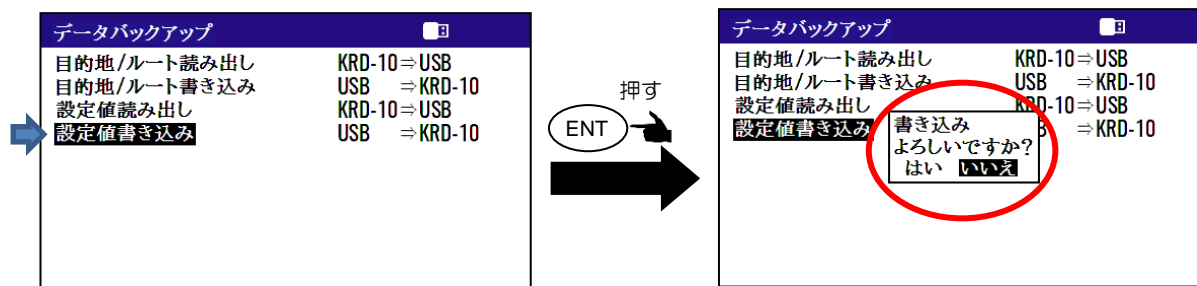 データバックアップ
目的地/ルート読み出し KRD-10⇒USB
目的地/ルート書き込み USB ⇒KRD-10
設定値読み出し KRD-10⇒USB
設定値書き込み USB ⇒KRD-10
押す
ENT
データバックアップ
目的地/ルート読み出し KRD-10⇒USB
目的地/ルート書き込み USB ⇒KRD-10
設定値読み出し KRD-10⇒USB
設定値書き込み B ⇒KRD-10
書き込み
よろしいですか?
はい いいえ